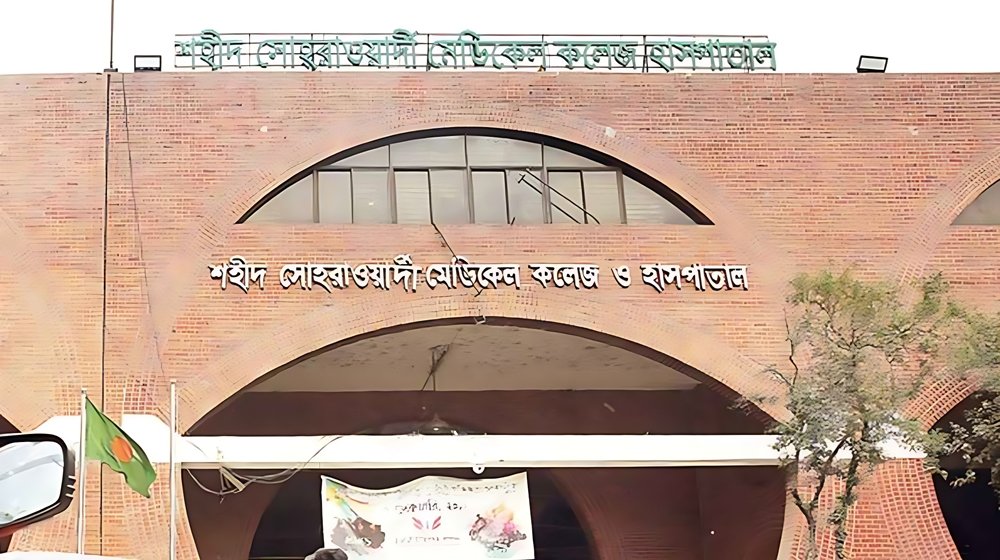 শহীদ সোহরাওয়ার্দী মেডিকেল কলেজ হাসপাতাল
শহীদ সোহরাওয়ার্দী মেডিকেল কলেজ ও হাসপাতাল